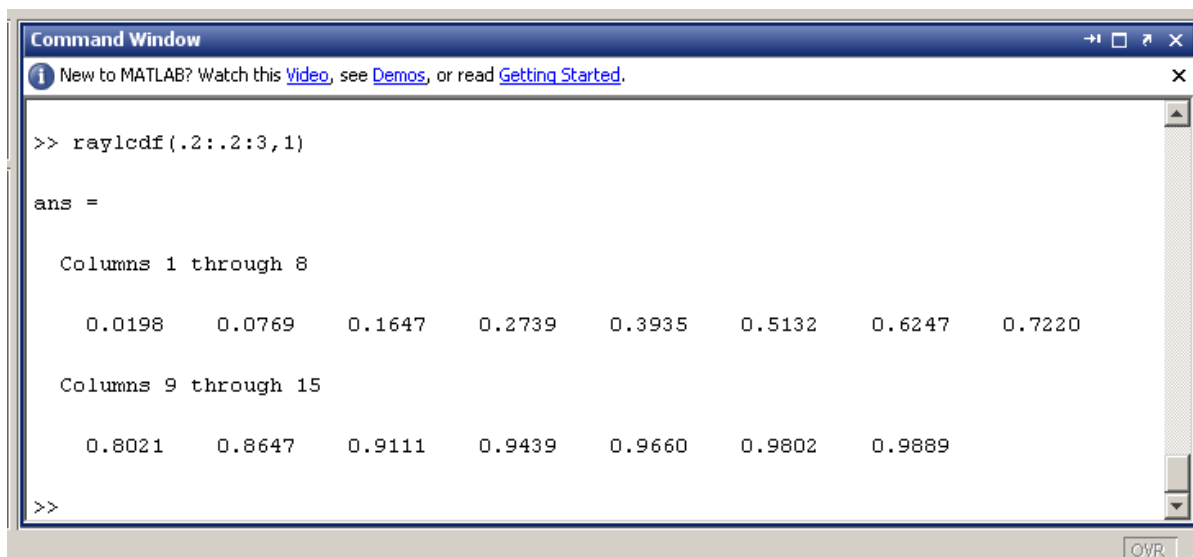 Command Window
New to MATLAB? Watch this Video, see Demos, or read Getting Started.
>> raylcdf(.2:.2:3,1)
ans =
Columns 1 through 8
0.0198 0.0769 0.1647 0.2739 0.3935 0.5132 0.6247 0.7220
Columns 9 through 15
0.8021 0.8647 0.9111 0.9439 0.9660 0.9802 0.9889
>>
OVR